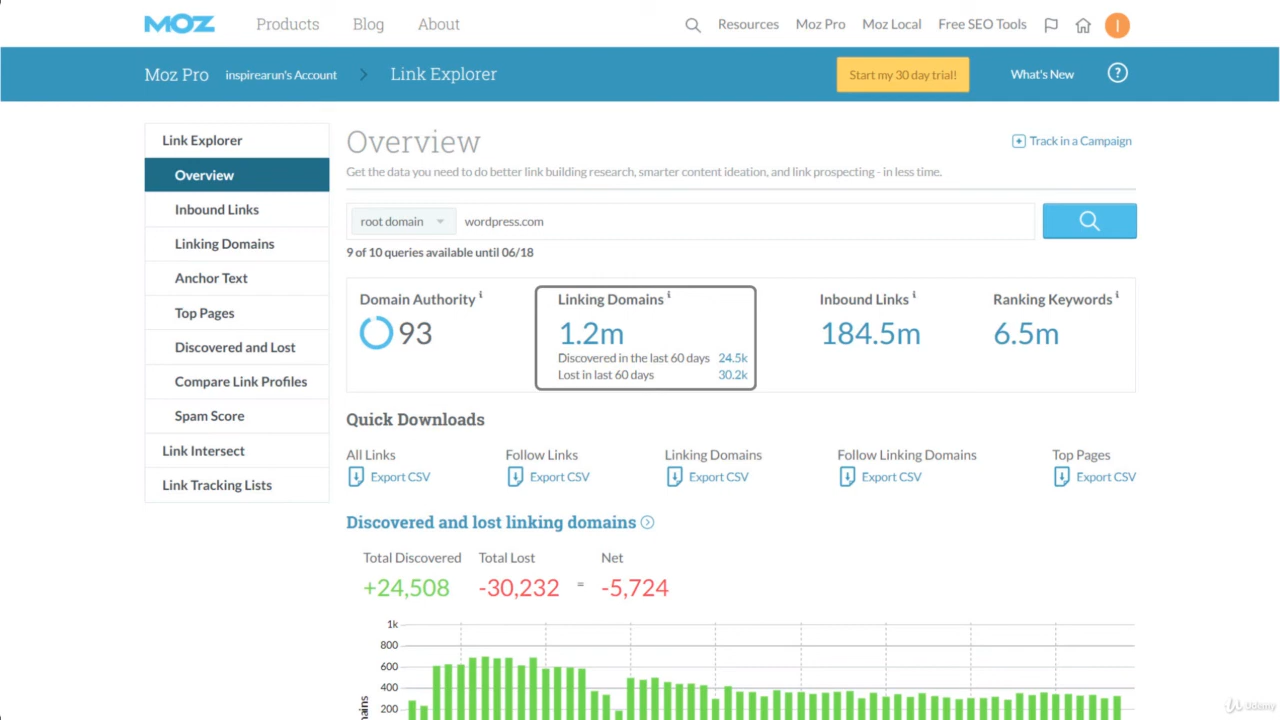 MOZ Products Blog About Resources Moz Pro Moz Local Free SEO Tools I
Moz Pro inspirearun's Account > Link Explorer Start my 30 day trial! What's New ?
Link Explorer
Overview
Inbound Links
Linking Domains
Anchor Text
Top Pages
Discovered and Lost
Compare Link Profiles
Spam Score
Link Intersect
Link Tracking Lists
Overview
Track in a Campaign
Get the data you need to do better link building research, smarter content ideation, and link prospecting - in less time.
root domain wordpress.com
9 of 10 queries available until 06/18
Domain Authority i
93
Linking Domains i
1.2m
Discovered in the last 60 days 24.5k
Lost in last 60 days 30.2k
Inbound Links i
184.5m
Ranking Keywords i
6.5m
Quick Downloads
All Links Follow Links Linking Domains Follow Linking Domains Top Pages
Export CSV Export CSV Export CSV Export CSV Export CSV
Discovered and lost linking domains
Total Discovered Total Lost Net
+24,508 -30,232 = -5,724
1k
800
600
400
200
Udemy